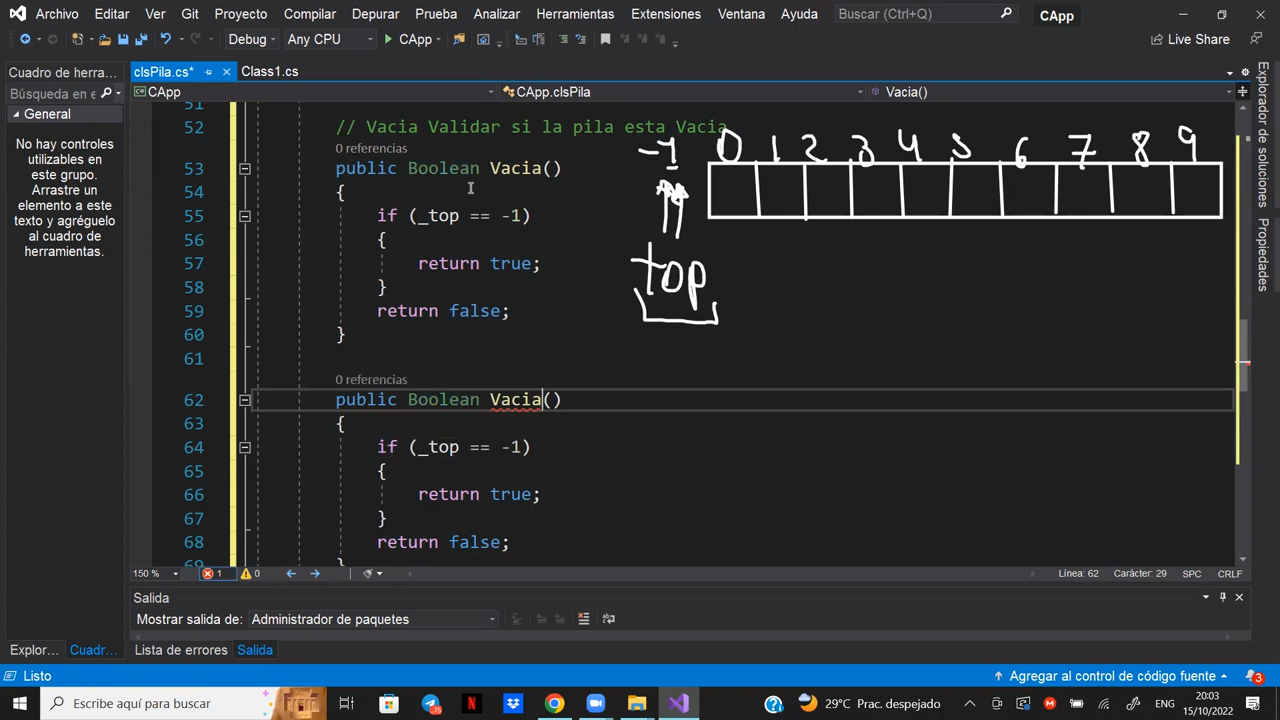 Archivo Editar Ver Git Proyecto Compilar Depurar Prueba Analizar Herramientas Extensiones Ventana Ayuda Buscar (Ctrl+Q) CApp
Debug Any CPU CApp Live Share
Cuadro de herra...
Búsqueda en e
General
No hay controles
utilizables en
este grupo.
Arrastre un
elemento a este
texto y agréguelo
al cuadro de
herramientas.
clsPila.cs* Class1.cs
CApp CApp.clsPila Vacia()
51
52 // Vacia Validar si la pila esta Vacia
0 referencias
53 public Boolean Vacia()
54 {
55 if (_top == -1)
56 {
57 return true;
58 }
59 return false;
60 }
61
0 referencias
62 public Boolean Vacia()
63 {
64 if (_top == -1)
65 {
66 return true;
67 }
68 return false;
69 }
-1 0 1 2 3 4 5 6 7 8 9
top
150 % 1 0 Línea: 62 Carácter: 29 SPC CRLF
Salida
Mostrar salida de: Administrador de paquetes
Explor... Cuadr... Lista de errores Salida
Explorador de soluciones
Propiedades
Listo Agregar al control de código fuente 3
Escribe aquí para buscar 29°C Prac. despejado ENG 20:03
15/10/2022